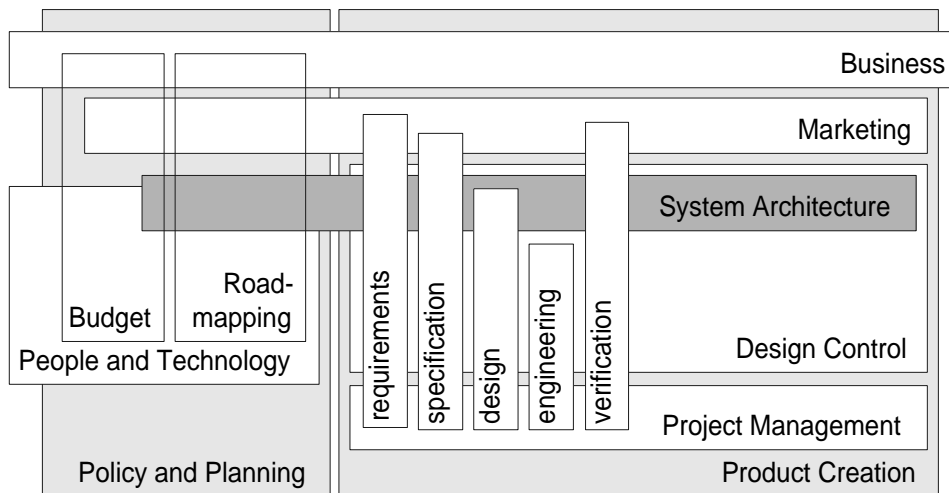 Business
Marketing
System Architecture
Road-
mapping
Budget
People and Technology
requirements
specification
design
engineering
verification
Design Control
Project Management
Policy and Planning
Product Creation